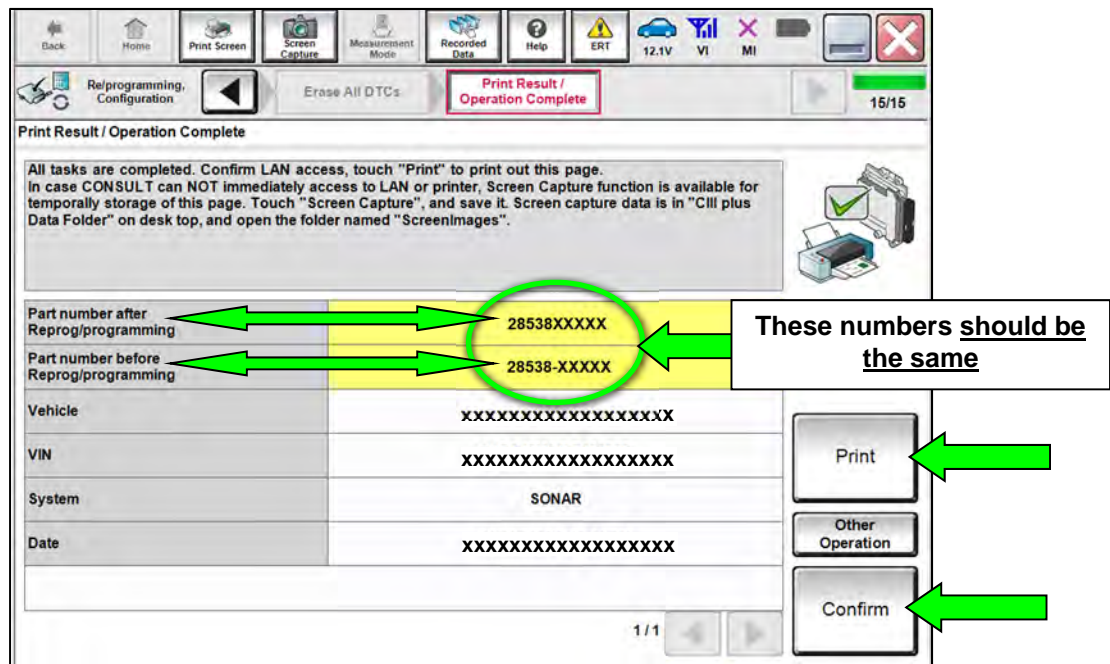 Back
Home
Print Screen
Screen
Capture
Measurement
Mode
Recorded
Data
Help
ERT
12.1V
VI
MI
Re/programming,
Configuration
Erase All DTCs
Print Result /
Operation Complete
15/15
Print Result / Operation Complete
All tasks are completed. Confirm LAN access, touch "Print" to print out this page.
In case CONSULT can NOT immediately access to LAN or printer, Screen Capture function is available for
temporally storage of this page. Touch "Screen Capture", and save it. Screen capture data is in "CIII plus
Data Folder" on desk top, and open the folder named "ScreenImages".
Part number after
Reprog/programming
28538XXXXX
Part number before
Reprog/programming
28538-XXXXX
These numbers should be
the same
Vehicle
xxxxxxxxxxxxxxxxxx
VIN
xxxxxxxxxxxxxxxxxx
System
SONAR
Date
xxxxxxxxxxxxxxxxxx
Print
Other
Operation
Confirm
1/1